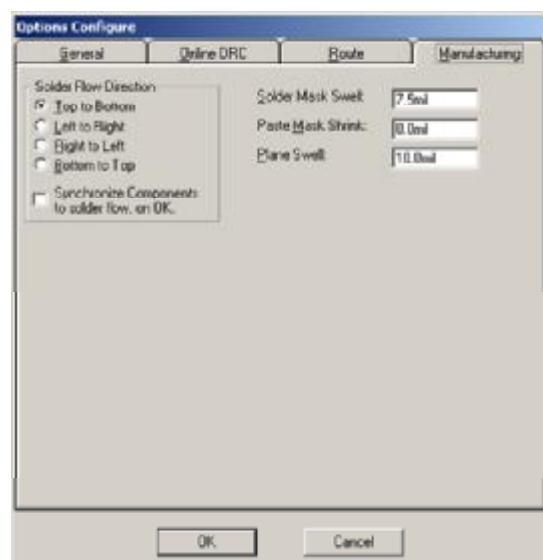 Options Configure
General Online DRC Route Manufacturing
Solder Flow Direction
Top to Bottom
Left to Right
Right to Left
Bottom to Top
Synchronize Components
to solder flow, on OK.
Solder Mask Swell: 7.5mil
Paste Mask Shrink: 0.0mil
Plane Swell: 10.0mil
OK Cancel